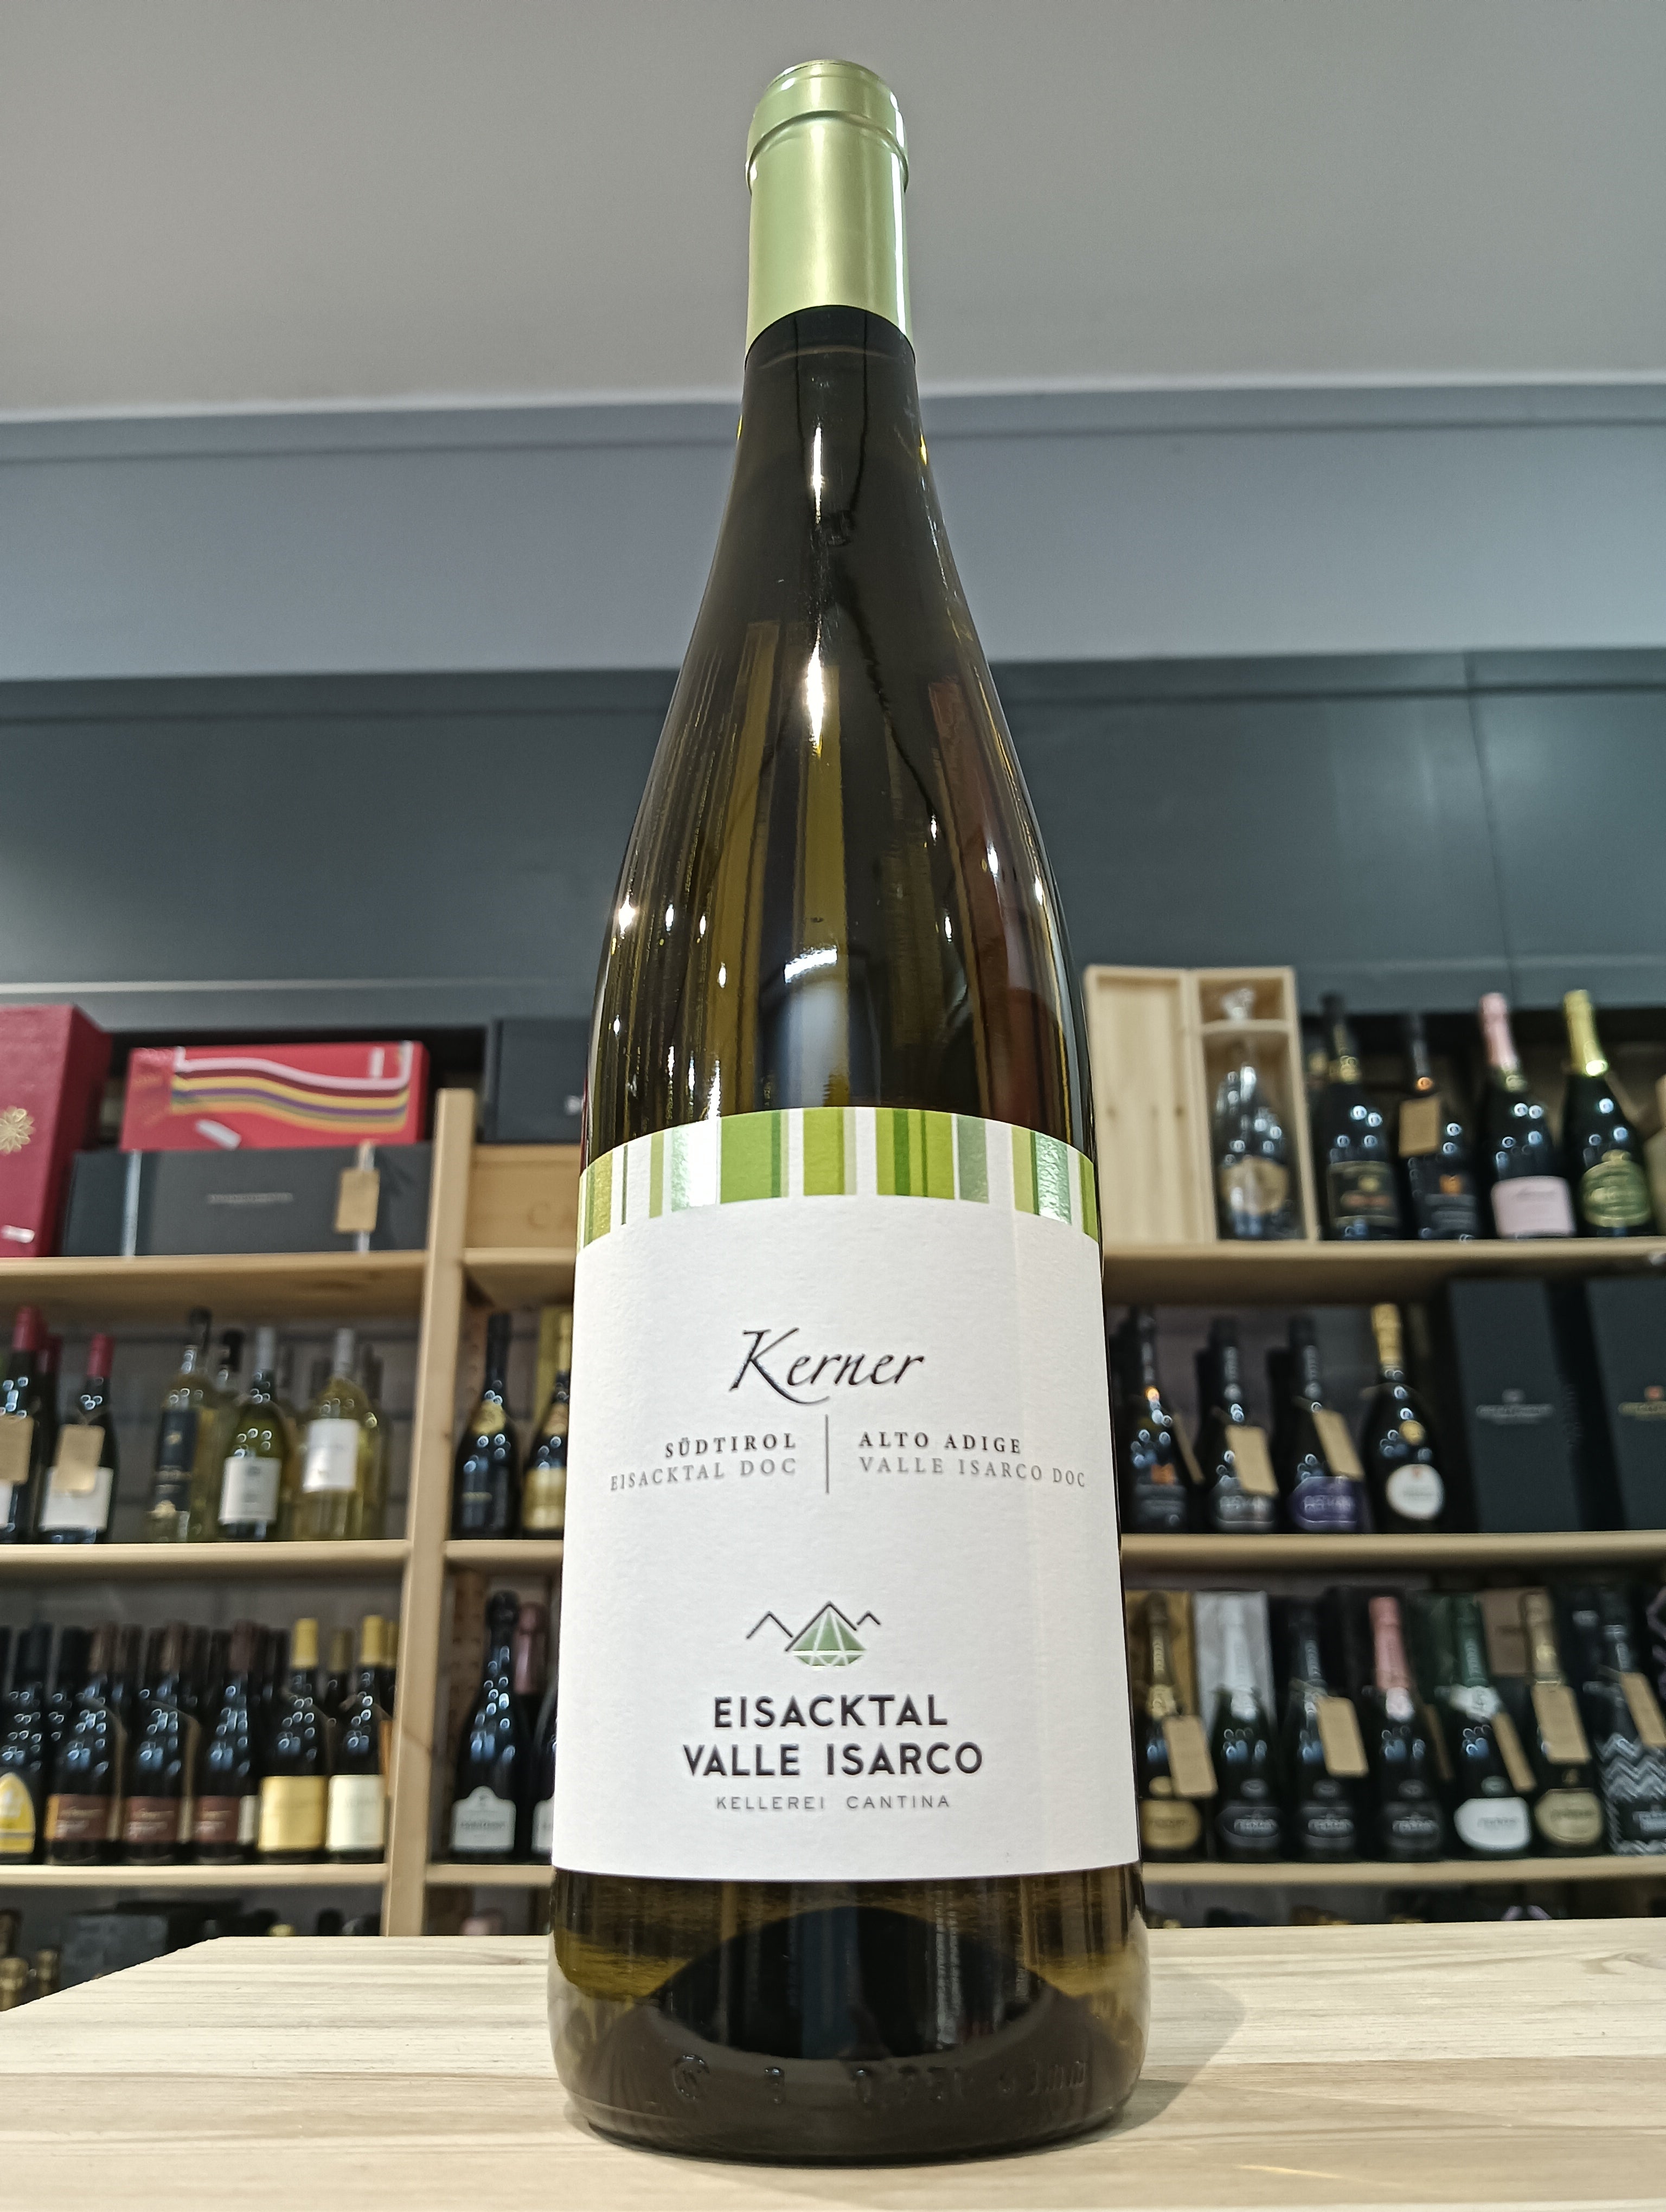 Kerner
SÜDTIROL
EISACKTAL DOC
ALTO ADIGE
VALLE ISARCO DOC
EISACKTAL
VALLE ISARCO
KELLEREI CANTINA